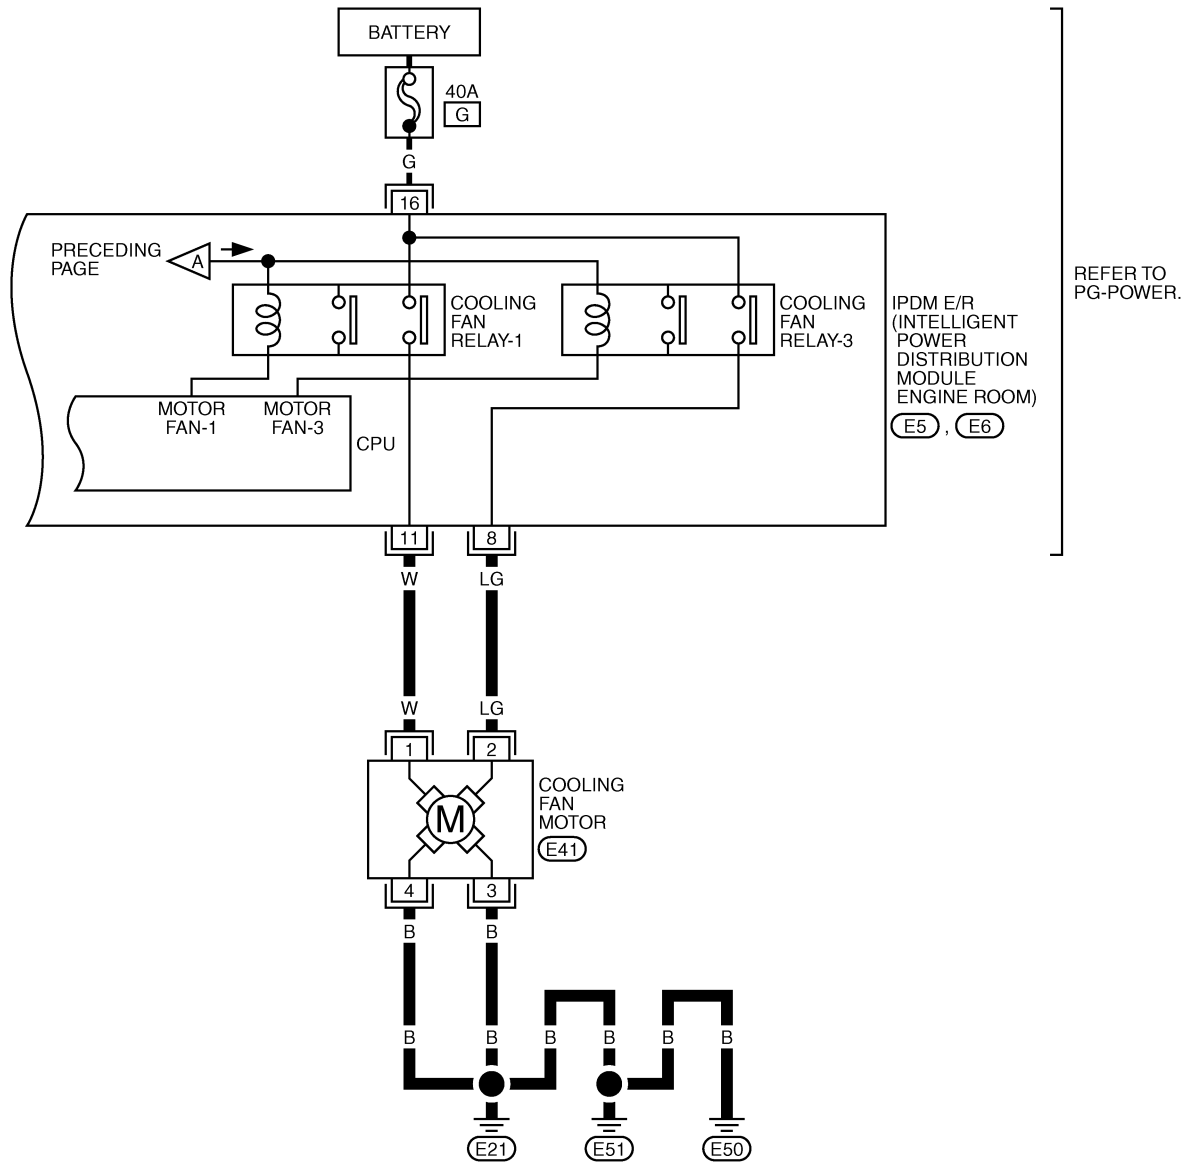 BATTERY
40A
G
G
16
PRECEDING
PAGE
A
COOLING
FAN
RELAY-1
COOLING
FAN
RELAY-3
IPDM E/R
(INTELLIGENT
POWER
DISTRIBUTION
MODULE
ENGINE ROOM)
E5 , E6
REFER TO
PG-POWER.
MOTOR
FAN-1
MOTOR
FAN-3
CPU
11 8
W LG
W LG
1 2
M
COOLING
FAN
MOTOR
E41
4 3
B B
B B B B B B
E21 E51 E50